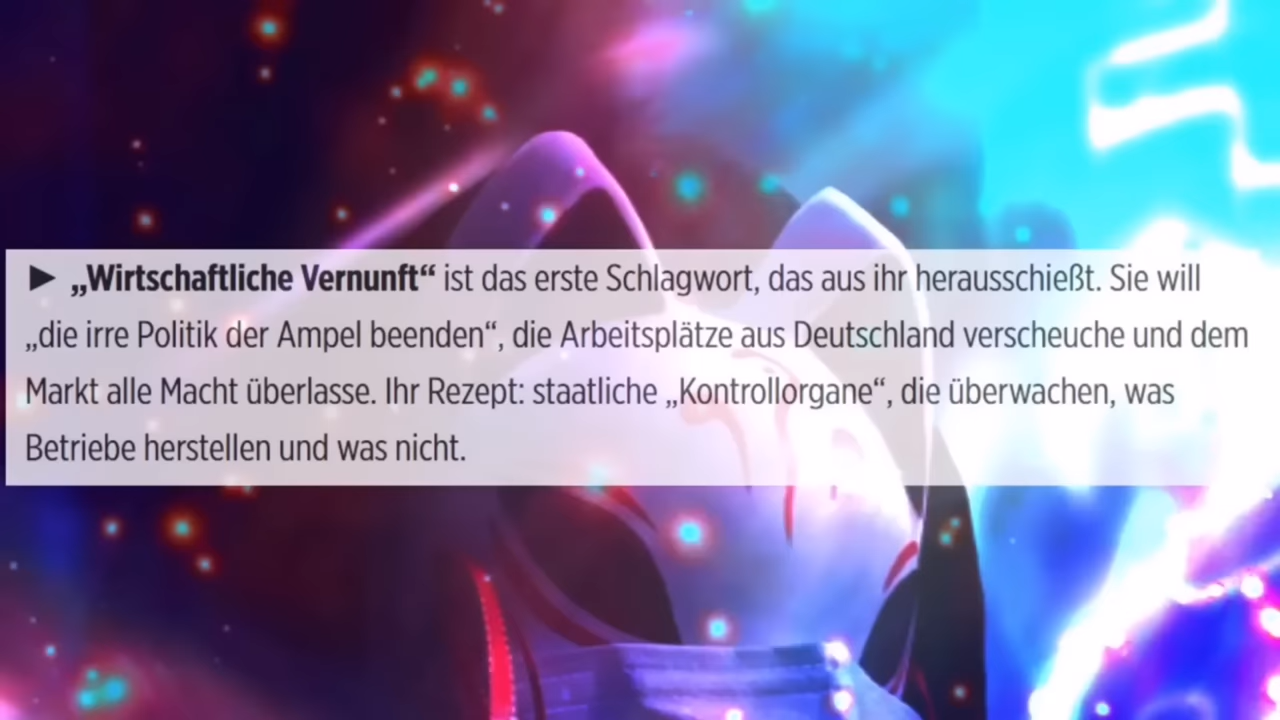 ► „Wirtschaftliche Vernunft“ ist das erste Schlagwort, das aus ihr herausschießt. Sie will
„die irre Politik der Ampel beenden“, die Arbeitsplätze aus Deutschland verscheuche und dem
Markt alle Macht überlasse. Ihr Rezept: staatliche „Kontrollorgane“, die überwachen, was
Betriebe herstellen und was nicht.